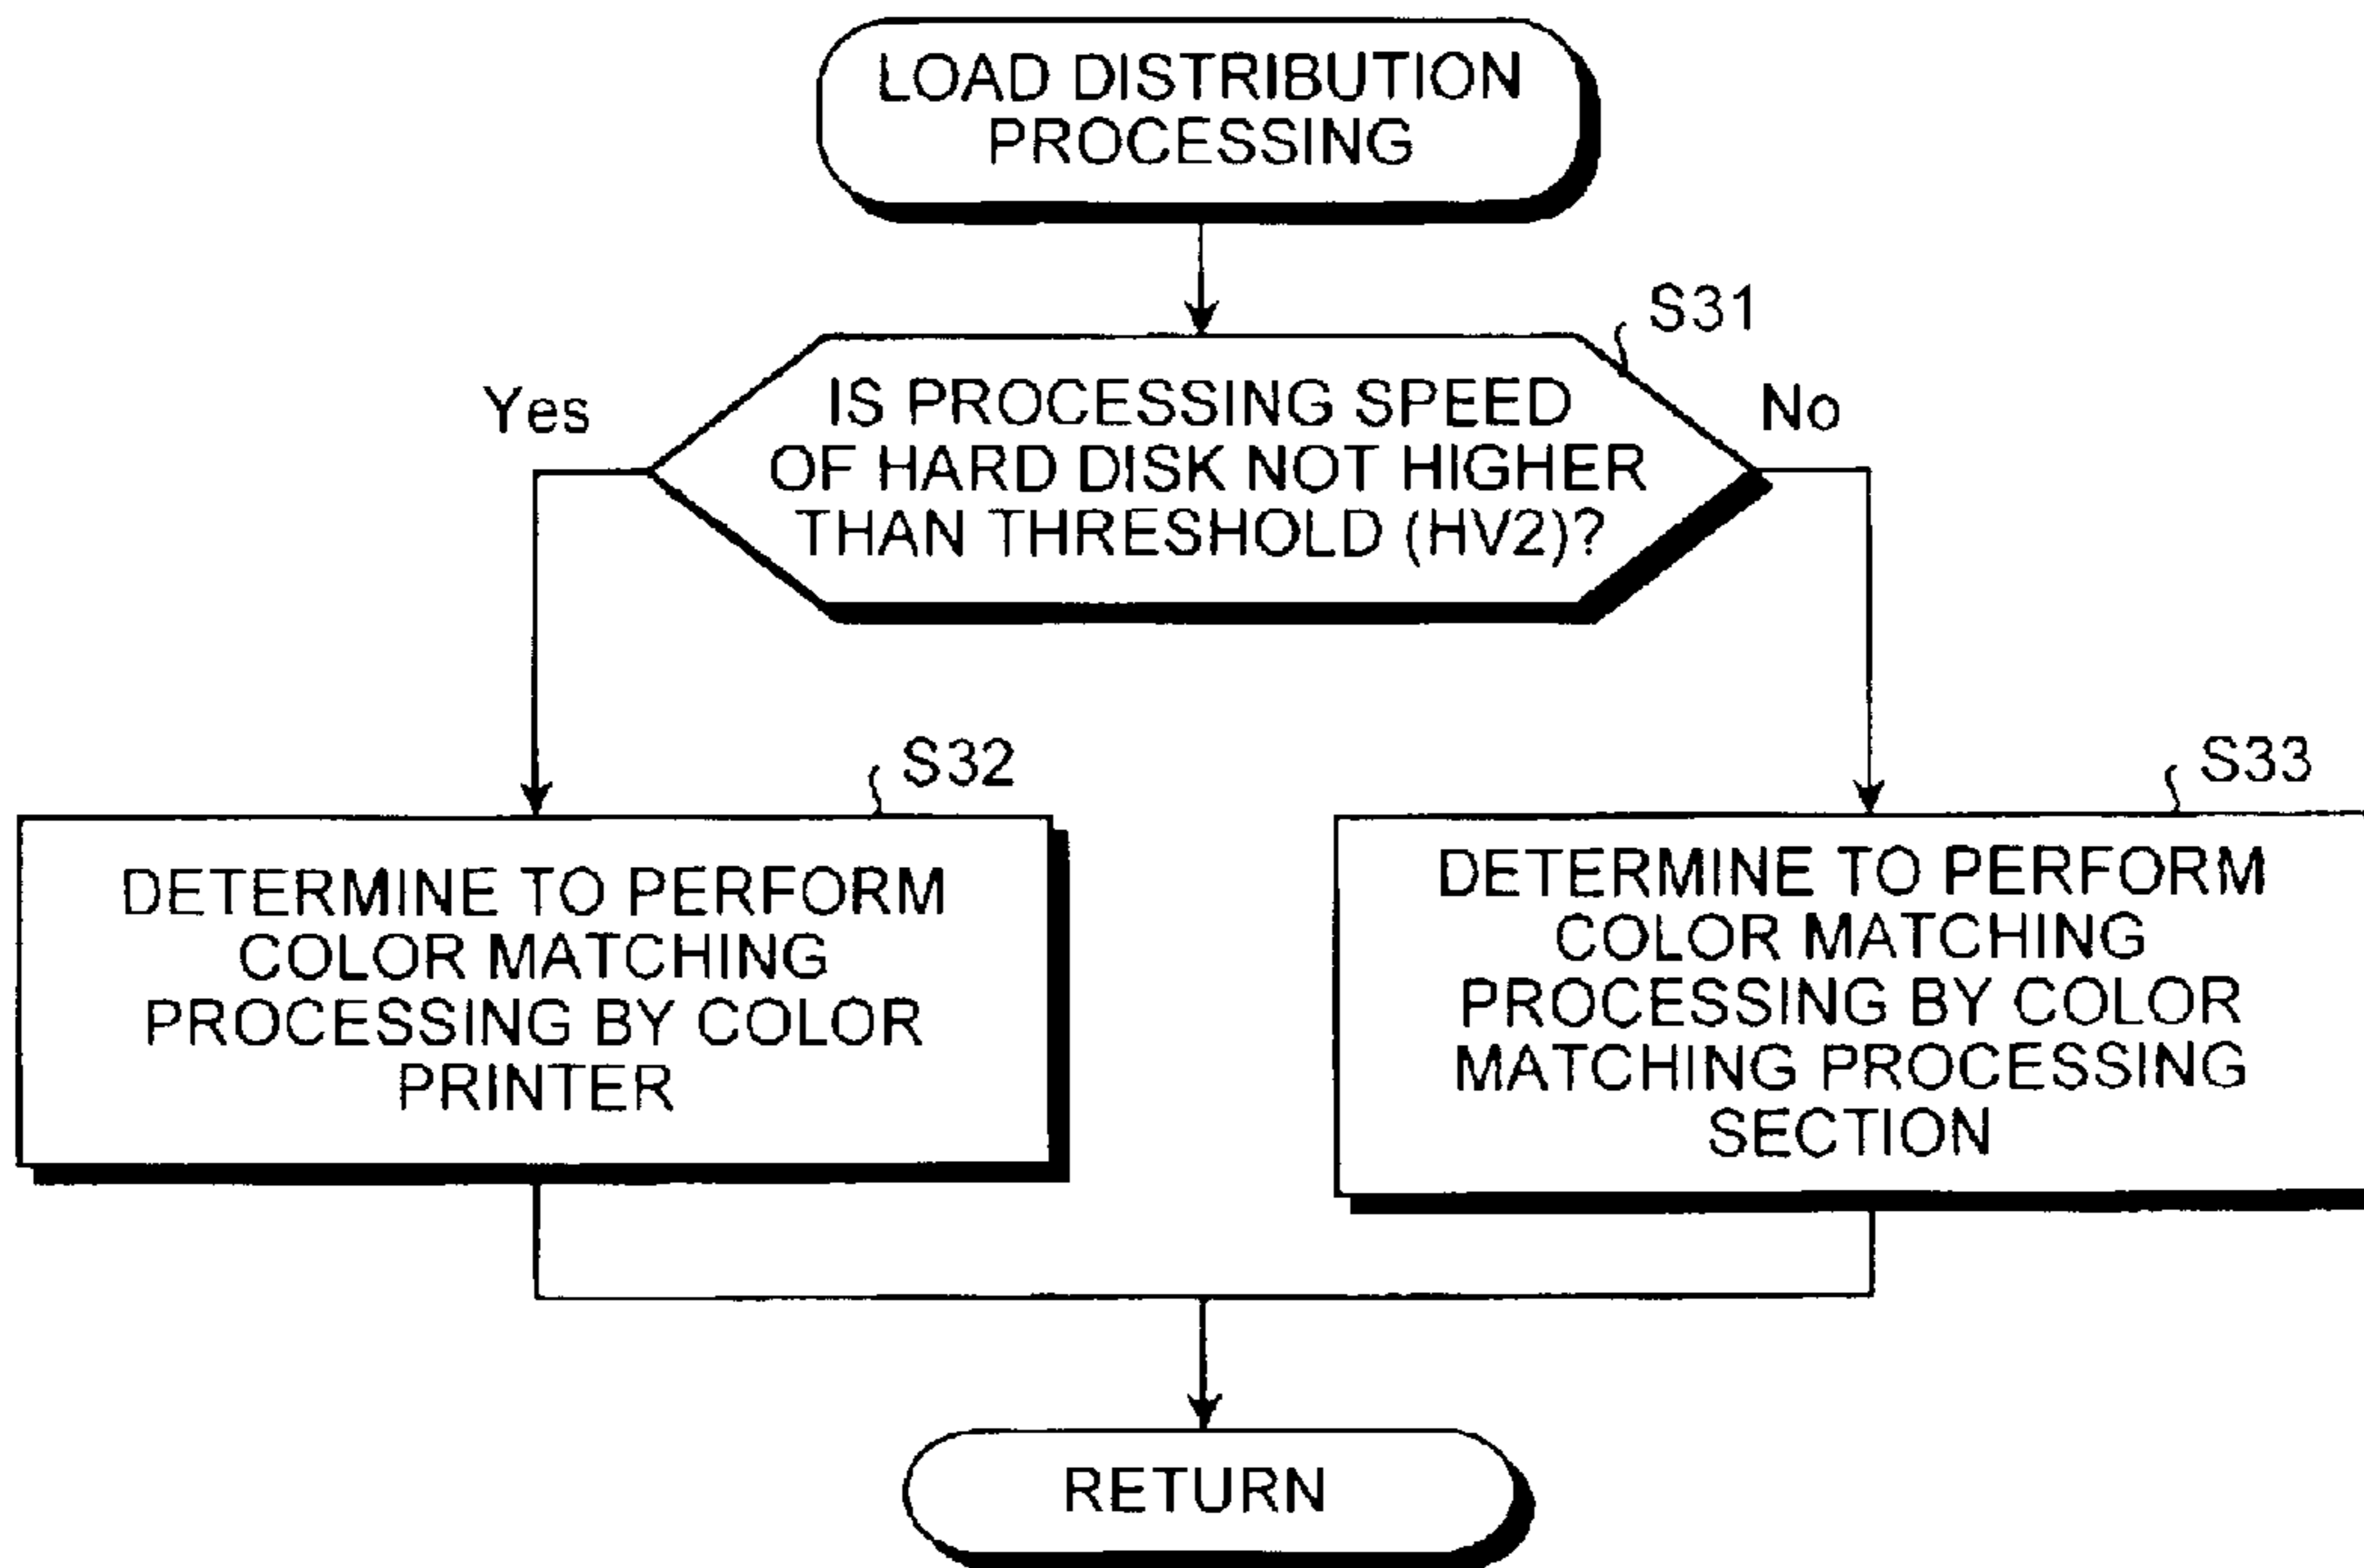 LOAD DISTRIBUTION
PROCESSING
S31
Yes
IS PROCESSING SPEED
OF HARD DISK NOT HIGHER
THAN THRESHOLD (HV2)?
No
S32
DETERMINE TO PERFORM
COLOR MATCHING
PROCESSING BY COLOR
PRINTER
S33
DETERMINE TO PERFORM
COLOR MATCHING
PROCESSING BY COLOR
MATCHING PROCESSING
SECTION
RETURN